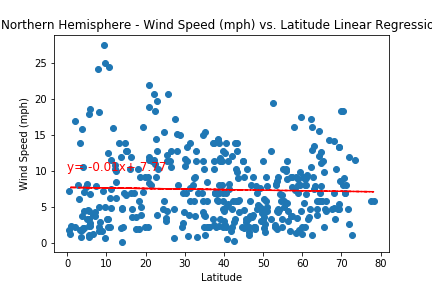 Northern Hemisphere - Wind Speed (mph) vs. Latitude Linear Regressio
25
20
15
10
5
0
Wind Speed (mph)
0 10 20 30 40 50 60 70 80
Latitude